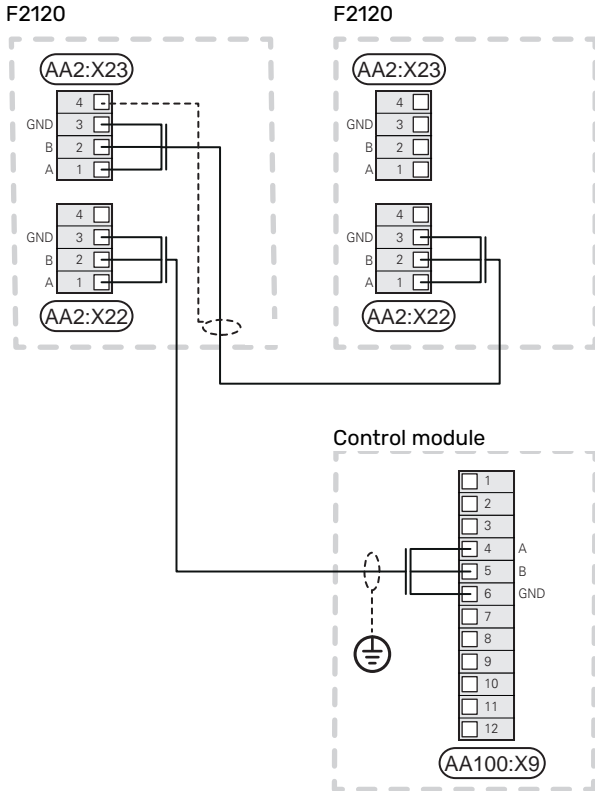 F2120
F2120
AA2:X23
4
GND 3
B 2
A 1
4
GND 3
B 2
A 1
AA2:X22
AA2:X23
4
GND 3
B 2
A 1
4
GND 3
B 2
A 1
AA2:X22
Control module
1
2
3
4 A
5 B
6 GND
7
8
9
10
11
12
AA100:X9